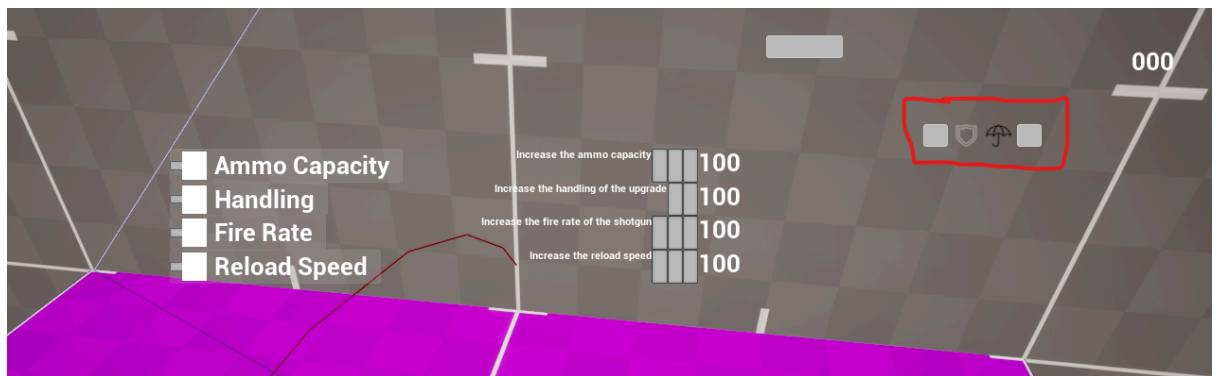 000
Ammo Capacity
Increase the ammo capacity
100
Handling
Increase the handling of the upgrade
100
Fire Rate
Increase the fire rate of the shotgun
100
Reload Speed
Increase the reload speed
100